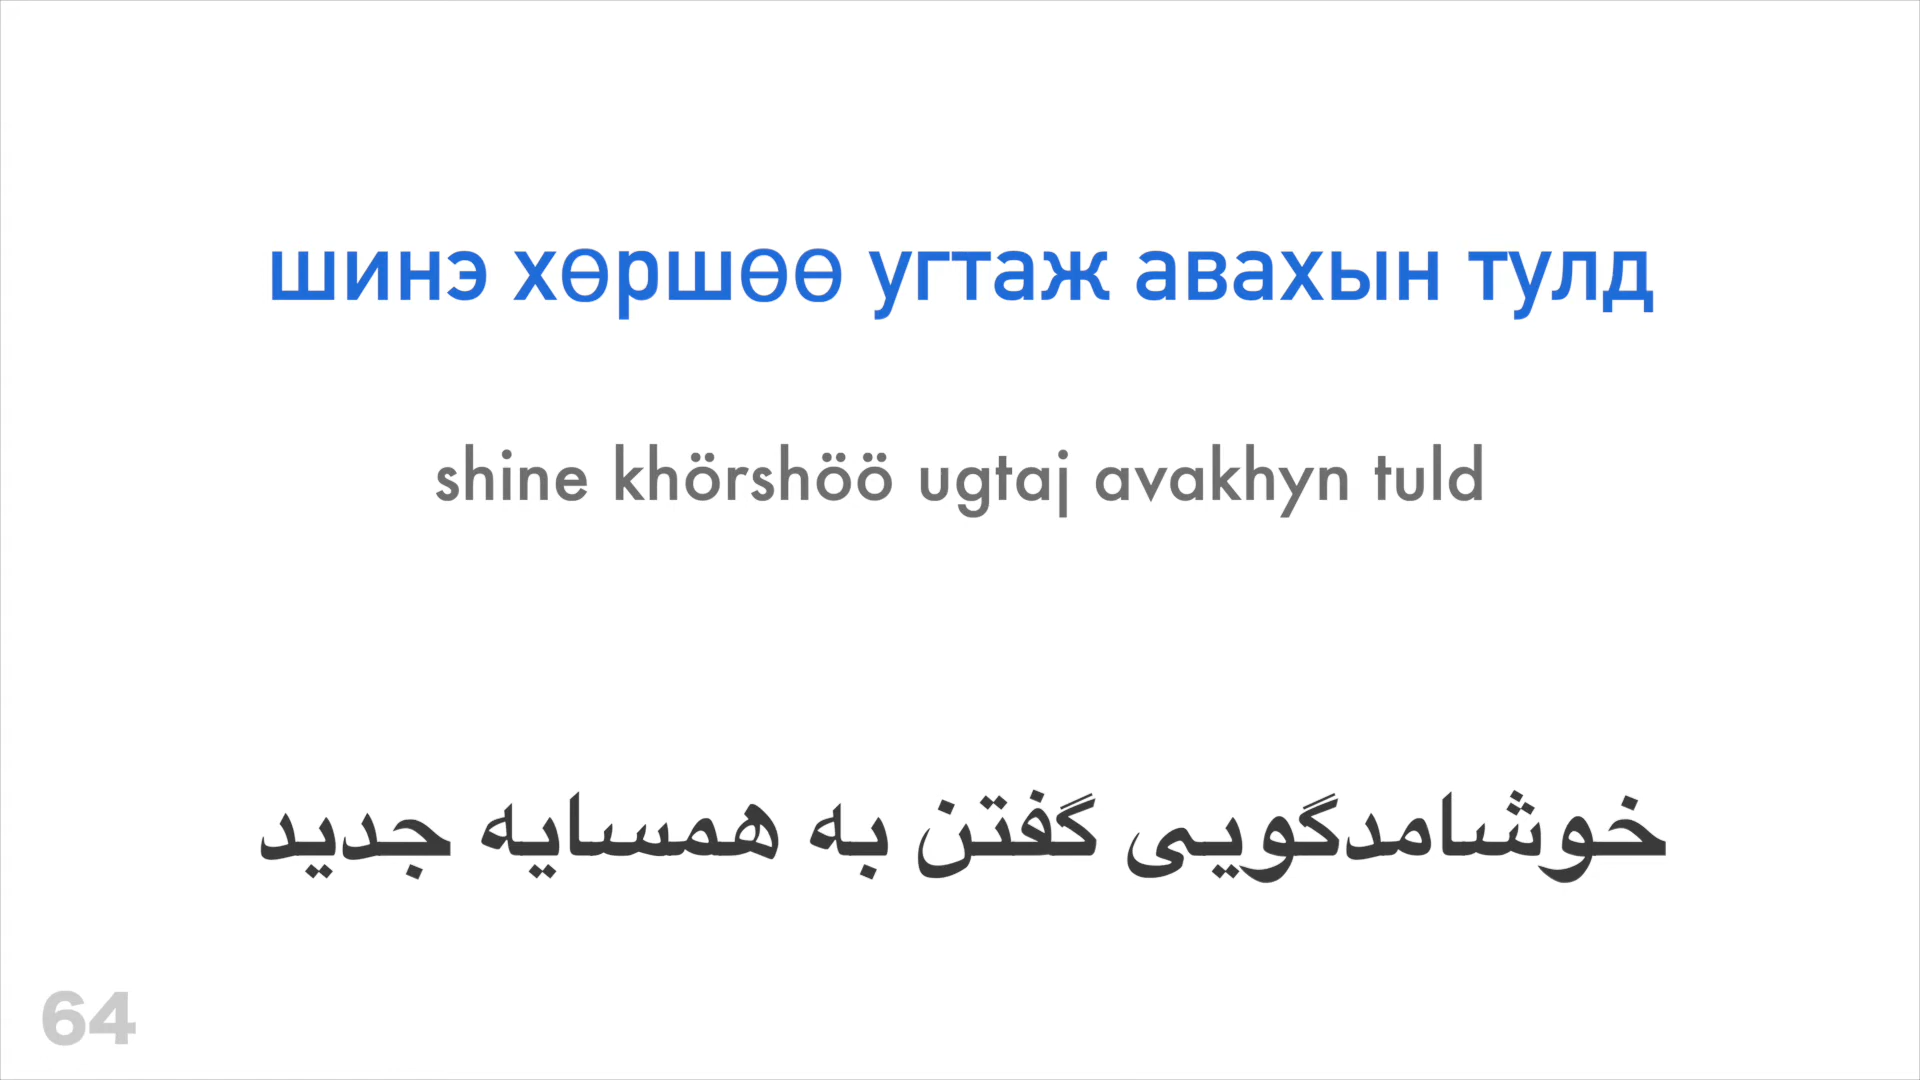 шинэ хөршөө угтаж авахын тулд
shine khörshöö ugtaj avakhyn tuld
خوشامدگویی گفتن به همسایه جدید
64